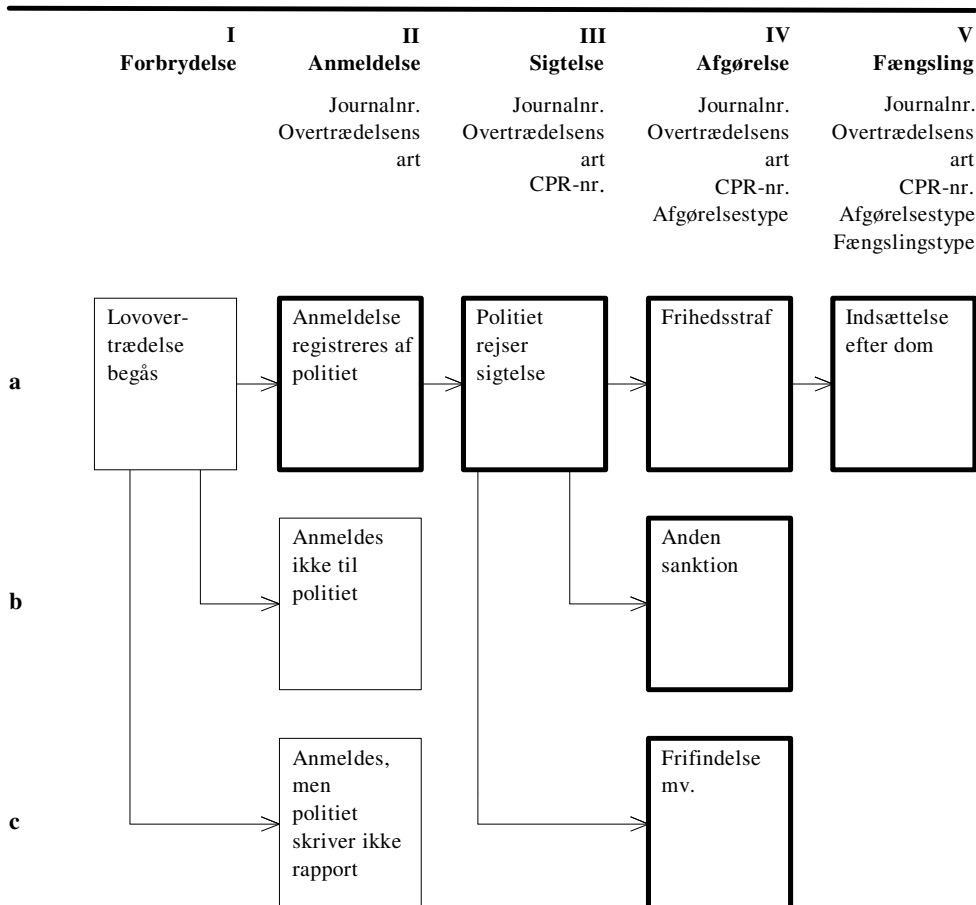 I
Forbrydelse
II
Anmeldelse
Journalnr.
Overtrædelsens
art
III
Sigtelse
Journalnr.
Overtrædelsens
art
CPR-nr.
IV
Afgørelse
Journalnr.
Overtrædelsens
art
CPR-nr.
Afgørelsestype
V
Fængsling
Journalnr.
Overtrædelsens
art
CPR-nr.
Afgørelsestype
Fængslingstype
a
Lovover-
trædelse
begås
Anmeldelse
registreres af
politiet
Politiet
rejser
sigtelse
Frihedsstraf
Indsættelse
efter dom
b
Anmeldes
ikke til
politiet
Anden
sanktion
c
Anmeldes,
men
politiet
skriver ikke
rapport
Frifindelse
mv.